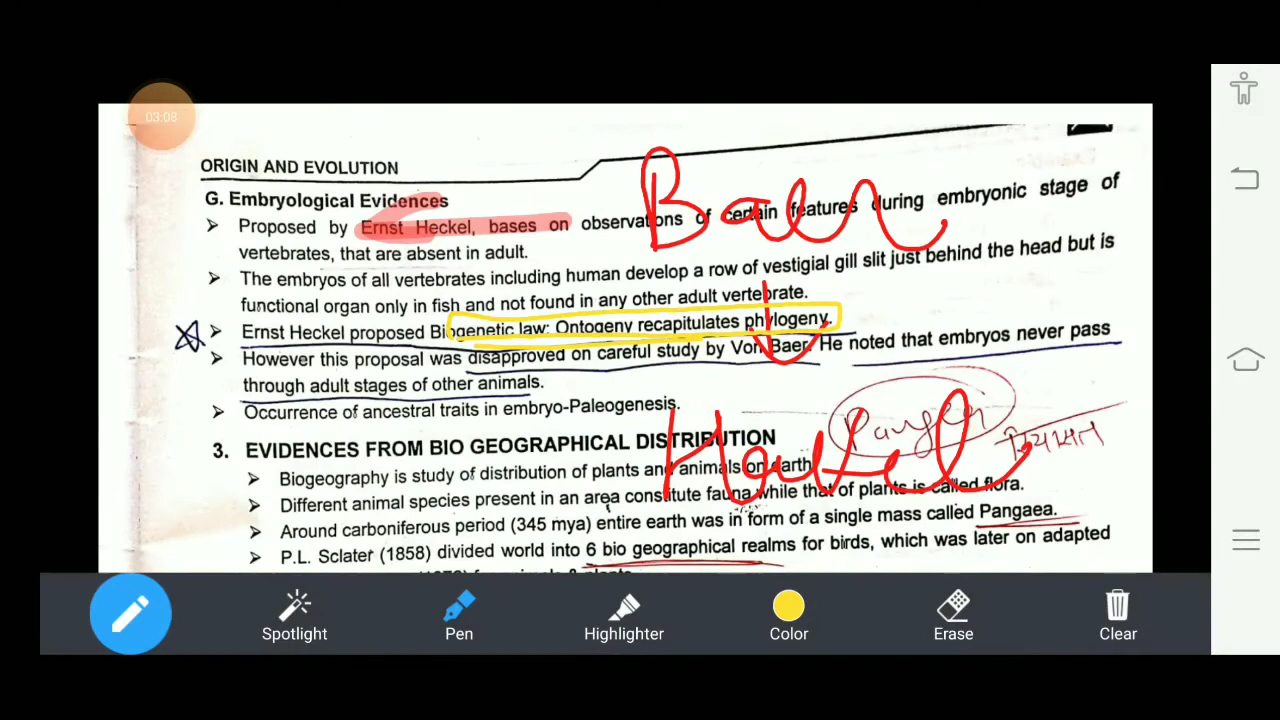 03:08
ORIGIN AND EVOLUTION
Baer
G. Embryological Evidences
➢ Proposed by Ernst Heckel, bases on observations of certain features during embryonic stage of
vertebrates, that are absent in adult.
➢ The embryos of all vertebrates including human develop a row of vestigial gill slit just behind the head but is
functional organ only in fish and not found in any other adult vertebrate.
➢ Ernst Heckel proposed Biogenetic law: Ontogeny recapitulates phylogeny.
➢ However this proposal was disapproved on careful study by Von Baer. He noted that embryos never pass
through adult stages of other animals.
➢ Occurrence of ancestral traits in embryo-Paleogenesis.
3. EVIDENCES FROM BIO GEOGRAPHICAL DISTRIBUTION
➢ Biogeography is study of distribution of plants and animals on earth
➢ Different animal species present in an area constitute fauna while that of plants is called flora.
➢ Around carboniferous period (345 mya) entire earth was in form of a single mass called Pangaea.
➢ P.L. Sclater (1858) divided world into 6 bio geographical realms for birds, which was later on adapted
Spotlight
Pen
Highlighter
Color
Erase
Clear